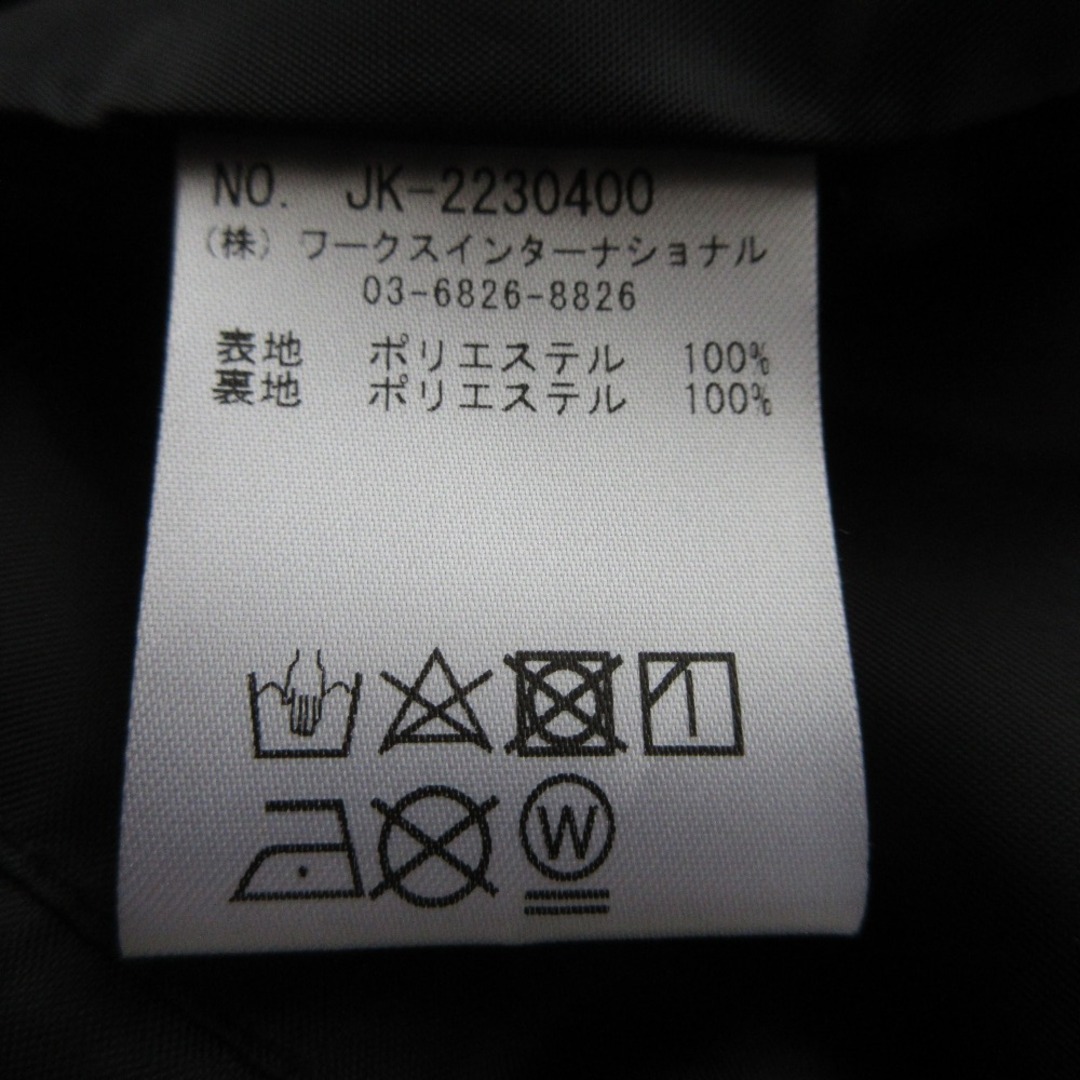 NO. JK-2230400
(株) ワークスインターナショナル
03-6826-8826
表地 ポリエステル 100%
裏地 ポリエステル 100%
W